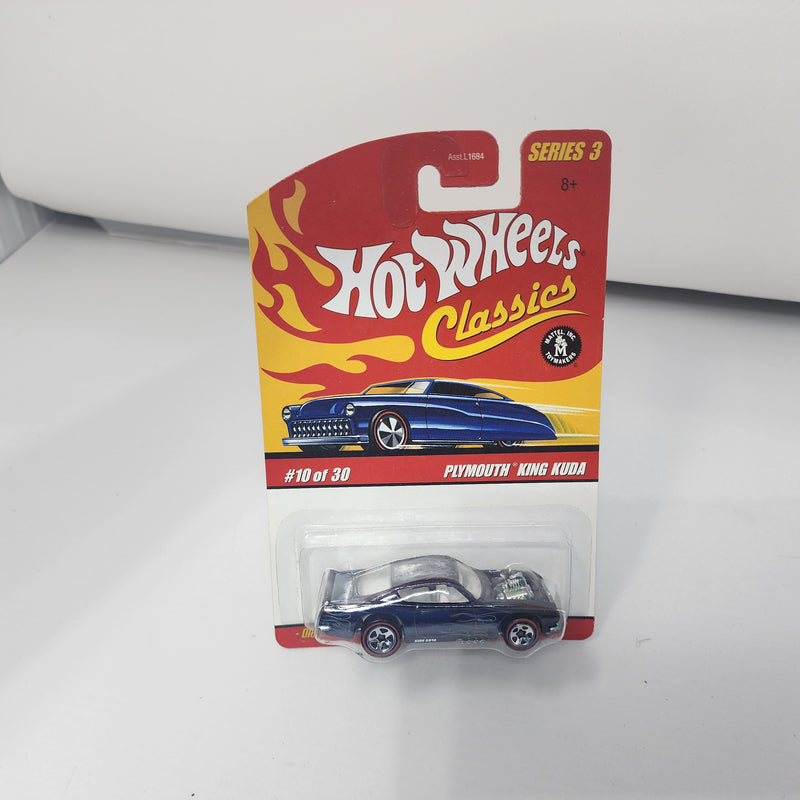 Asst.L1684
SERIES 3
8+
HOT WHEELS®
Classics
MATTEL, INC.
M
TOYMAKERS
#10 of 30
PLYMOUTH® KING KUDA